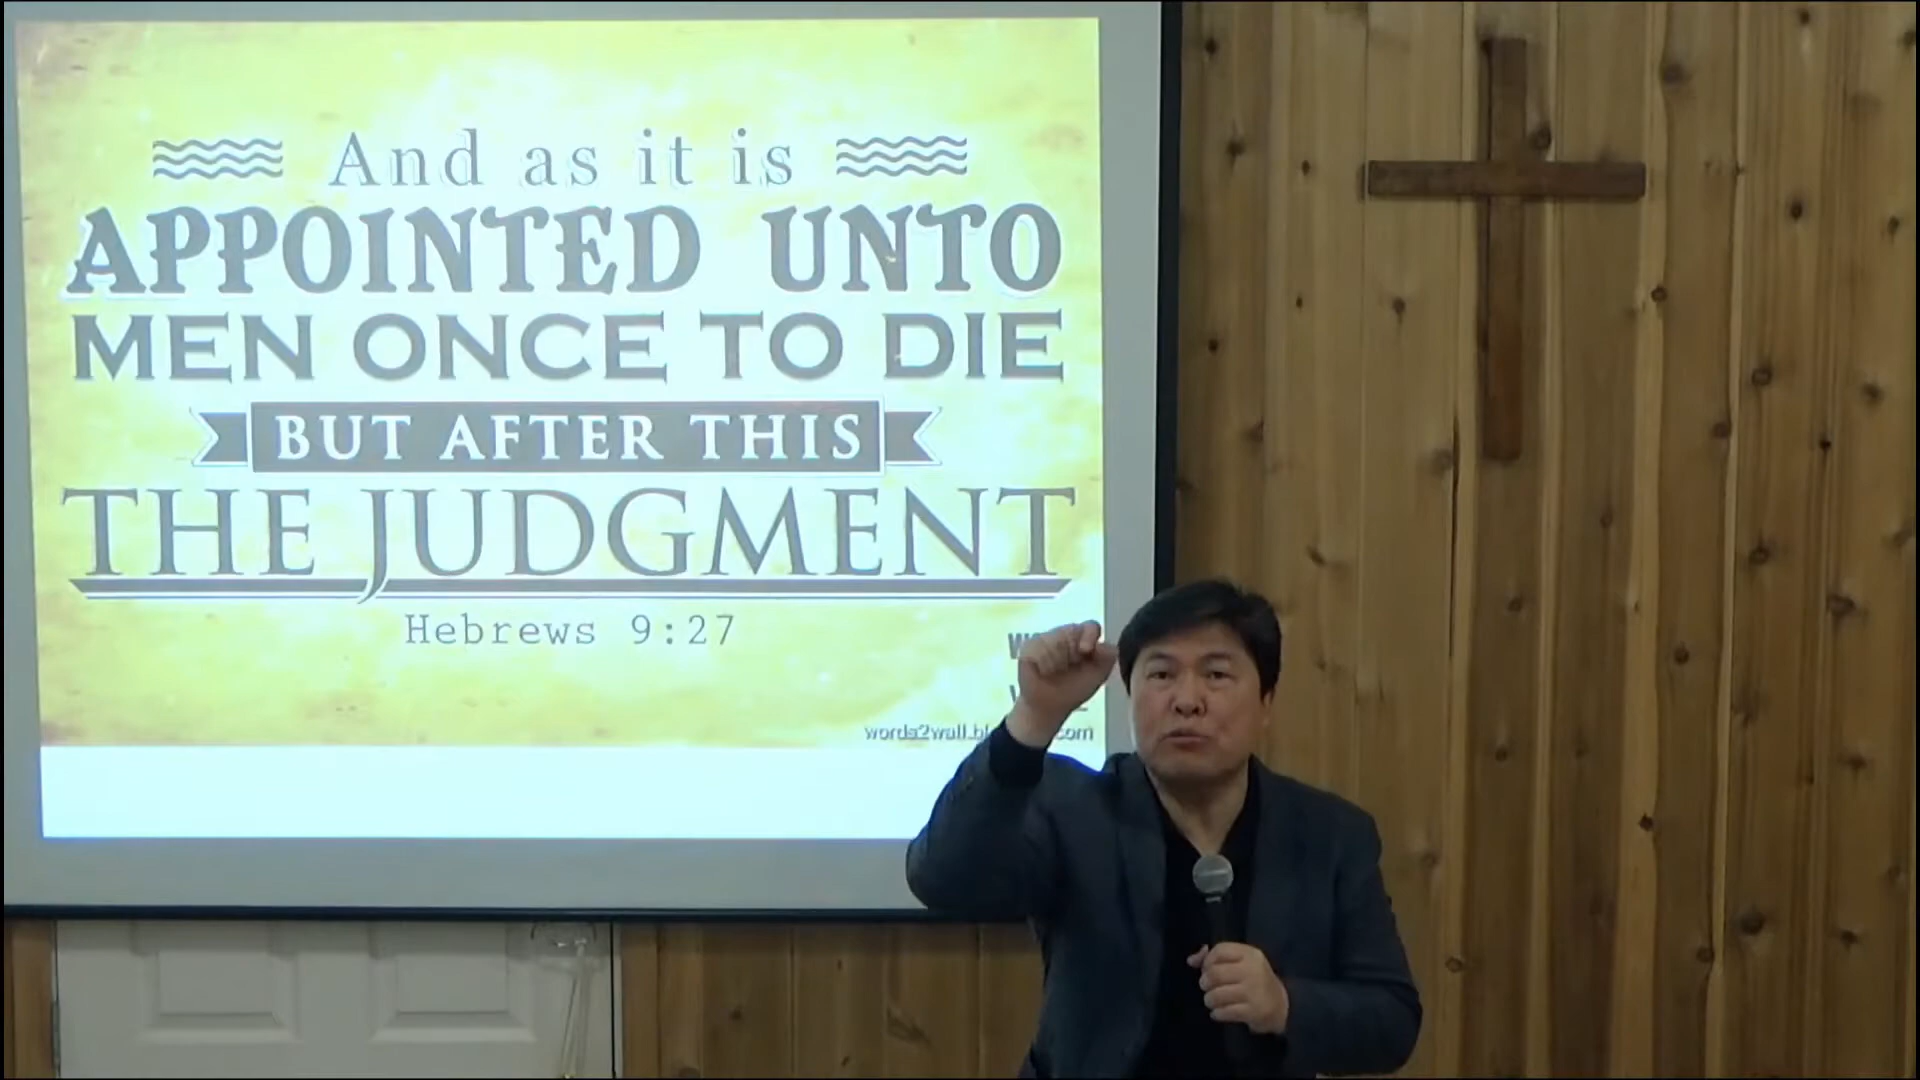 And as it is
APPOINTED UNTO
MEN ONCE TO DIE
BUT AFTER THIS
THE JUDGMENT
Hebrews 9:27